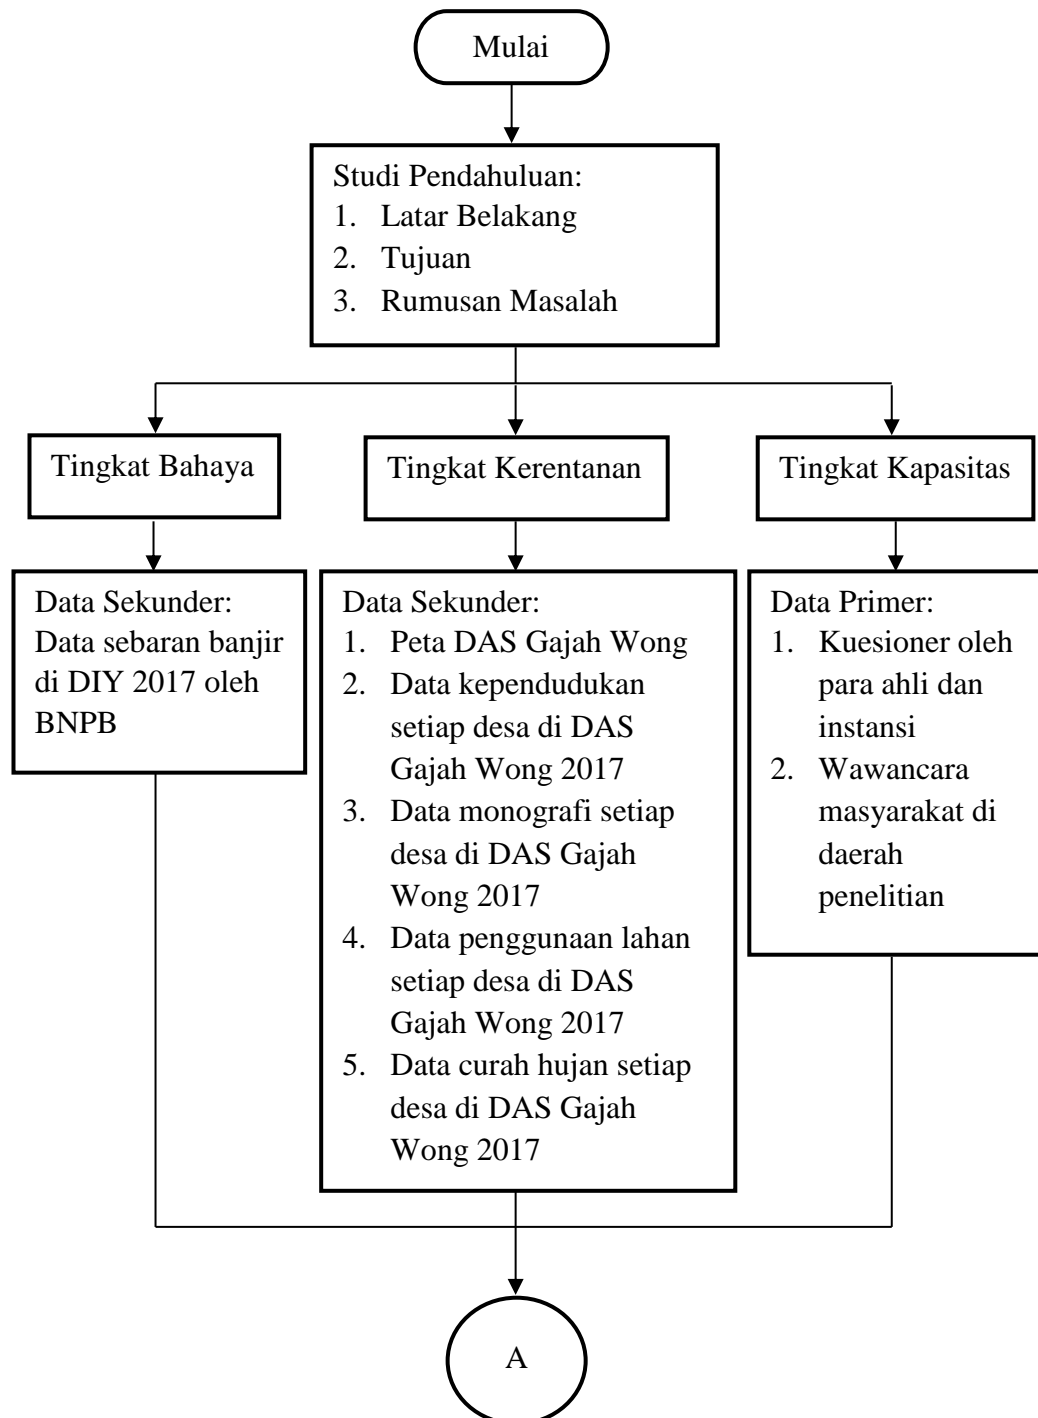 Mulai
Studi Pendahuluan:
1. Latar Belakang
2. Tujuan
3. Rumusan Masalah
Tingkat Bahaya
Tingkat Kerentanan
Tingkat Kapasitas
Data Sekunder:
Data sebaran banjir
di DIY 2017 oleh
BNPB
Data Sekunder:
1. Peta DAS Gajah Wong
2. Data kependudukan
setiap desa di DAS
Gajah Wong 2017
3. Data monografi setiap
desa di DAS Gajah
Wong 2017
4. Data penggunaan lahan
setiap desa di DAS
Gajah Wong 2017
5. Data curah hujan setiap
desa di DAS Gajah
Wong 2017
Data Primer:
1. Kuesioner oleh
para ahli dan
instansi
2. Wawancara
masyarakat di
daerah
penelitian
A